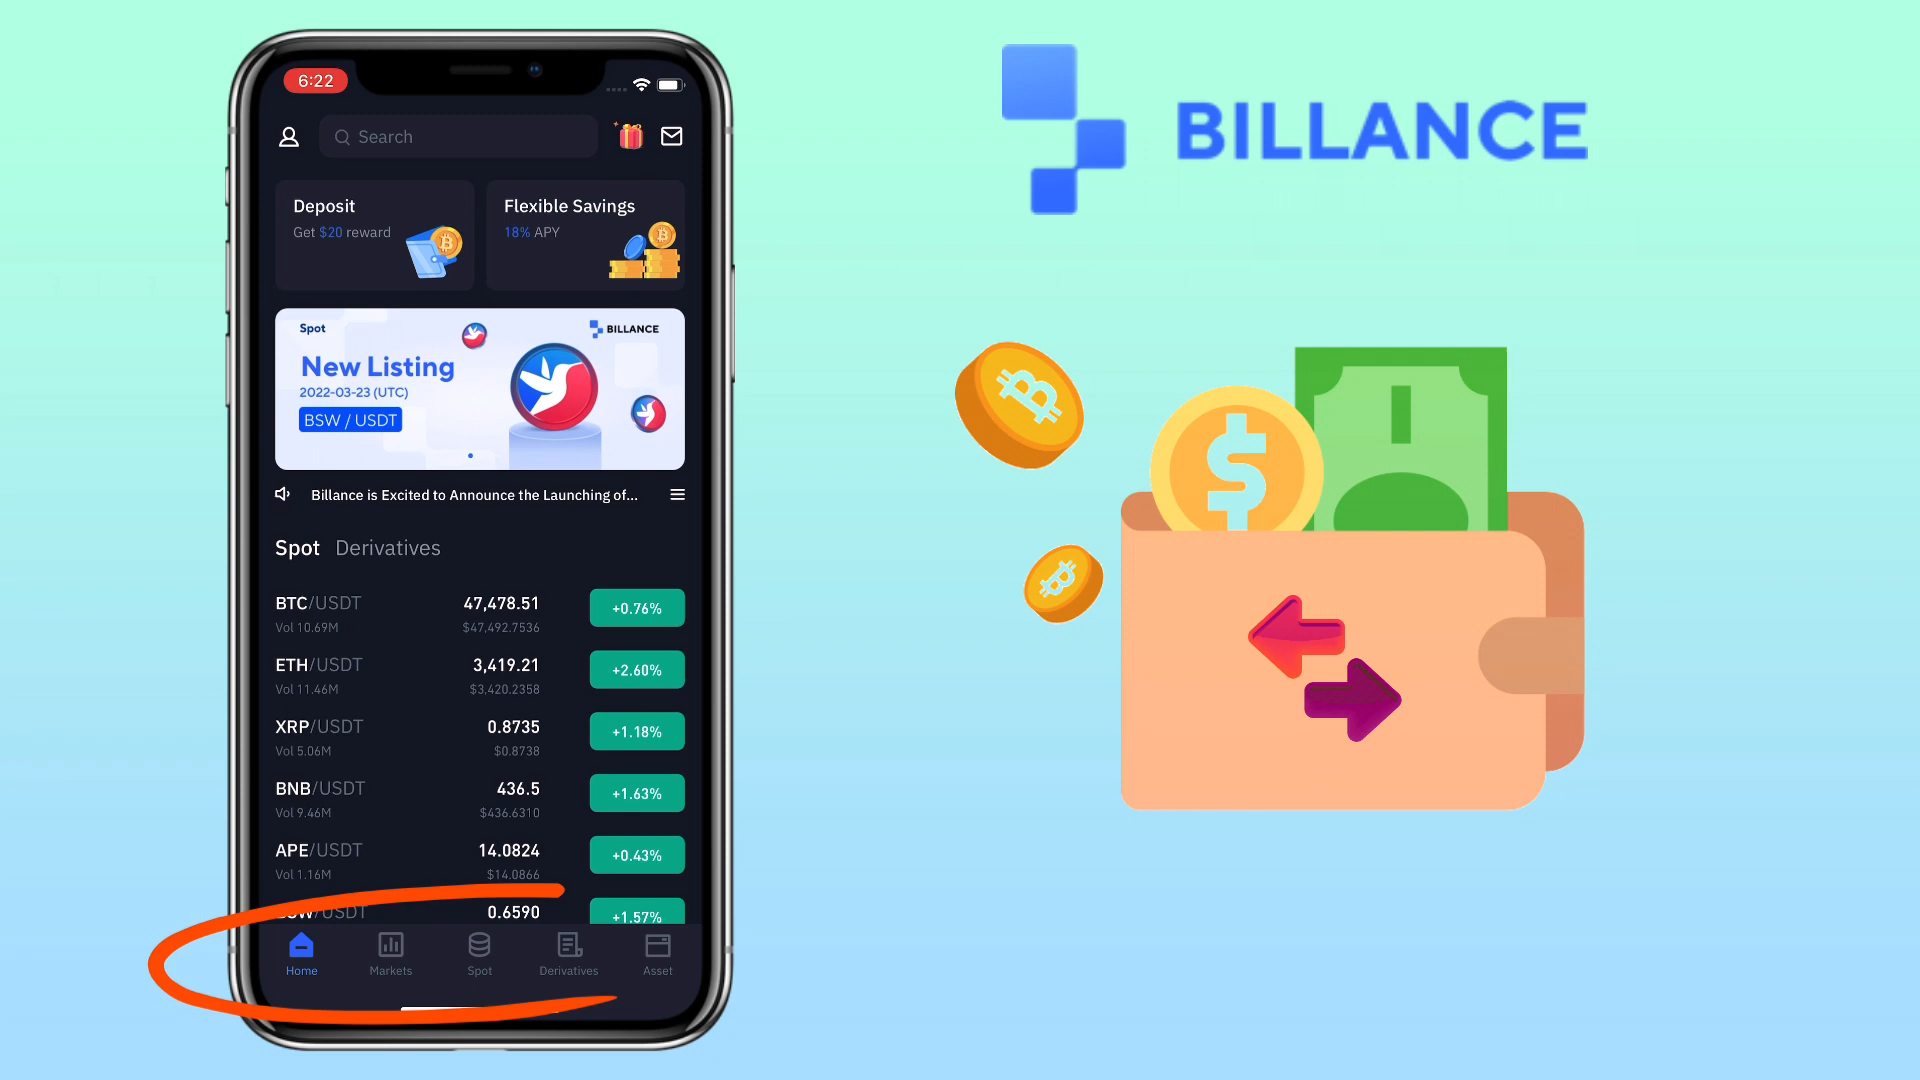 6:22
Search
Deposit
Get $20 reward
Flexible Savings
18% APY
Spot
BILLANCE
New Listing
2022-03-23 (UTC)
BSW / USDT
Billance is Excited to Announce the Launching of...
Spot Derivatives
BTC/USDT 47,478.51 +0.76%
Vol 10.69M $47,492.7536
ETH/USDT 3,419.21 +2.60%
Vol 11.46M $3,420.2358
XRP/USDT 0.8735 +1.18%
Vol 5.06M $0.8738
BNB/USDT 436.5 +1.63%
Vol 9.46M $436.6310
APE/USDT 14.0824 +0.43%
Vol 1.16M $14.0866
/USDT 0.6590 +1.57%
Home Markets Spot Derivatives Asset
BILLANCE